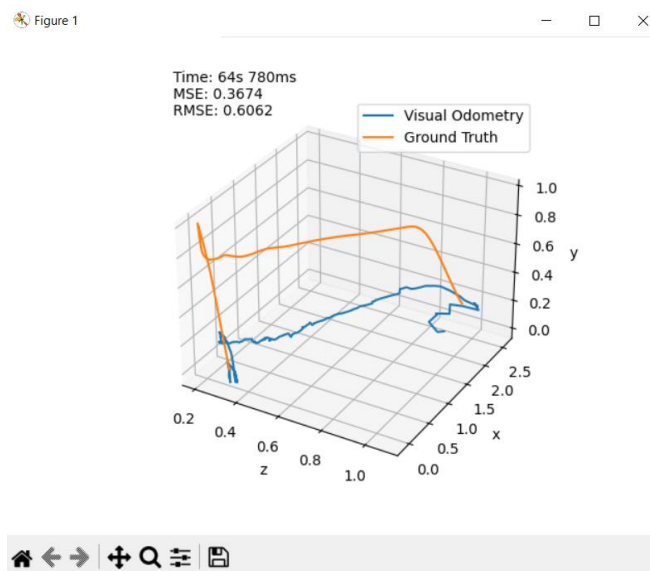 Figure 1
Time: 64s 780ms
MSE: 0.3674
RMSE: 0.6062
Visual Odometry
Ground Truth
1.0
0.8
0.6
y
0.4
0.2
0.0
2.5
2.0
1.5
1.0
x
0.5
0.0
0.2
0.4
0.6
0.8
1.0
z